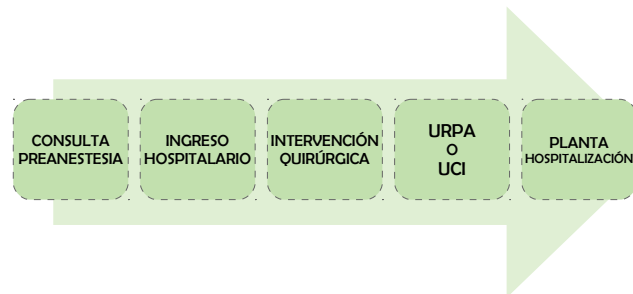 CONSULTA
PREANESTESIA
INGRESO
HOSPITALARIO
INTERVENCIÓN
QUIRÚRGICA
URPA
O
UCI
PLANTA
HOSPITALIZACIÓN